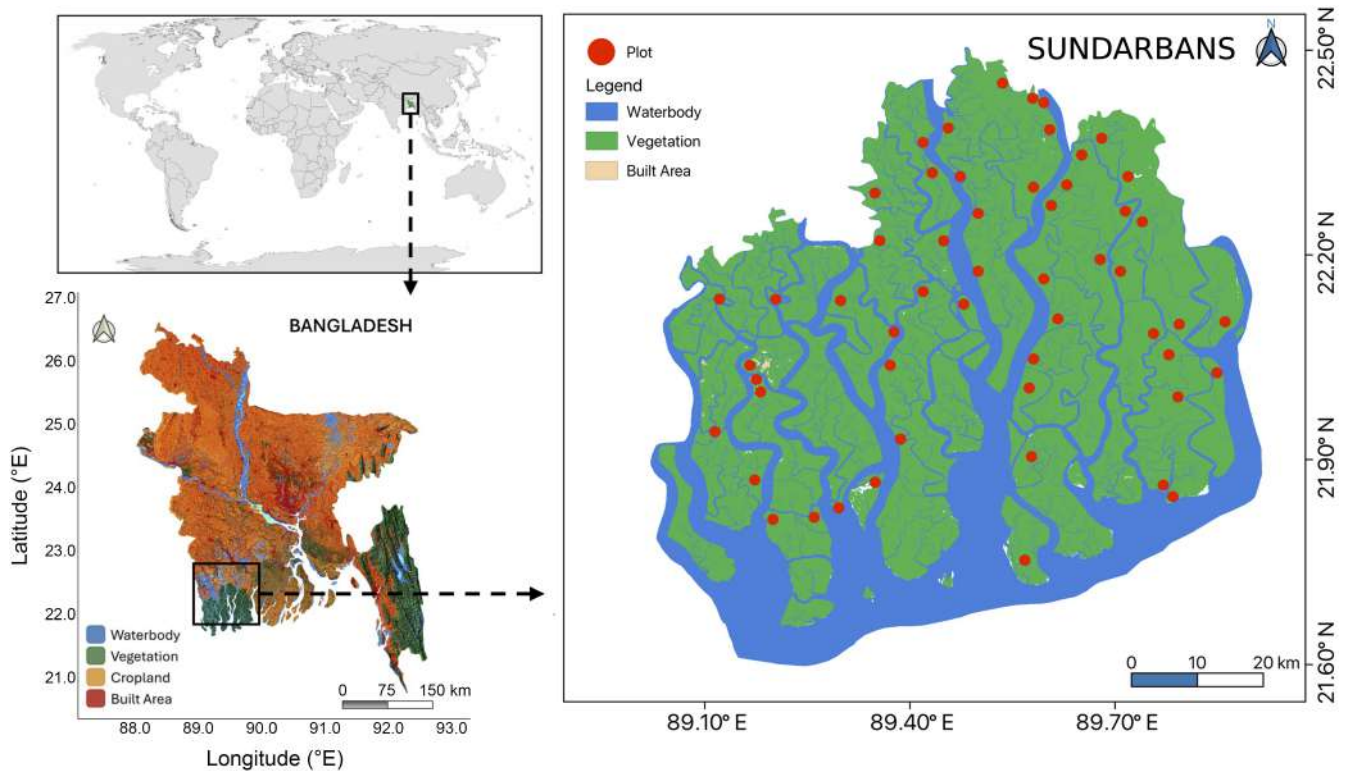 N
SUNDARBANS
Plot
Legend
Waterbody
Vegetation
Built Area
22.50° N
22.20° N
21.90° N
21.60° N
0 10 20 km
89.10° E 89.40° E 89.70° E
BANGLADESH
27.0
26.0
25.0
24.0
23.0
22.0
21.0
Latitude (°E)
Waterbody
Vegetation
Cropland
Built Area
0 75 150 km
88.0 89.0 90.0 91.0 92.0 93.0
Longitude (°E)